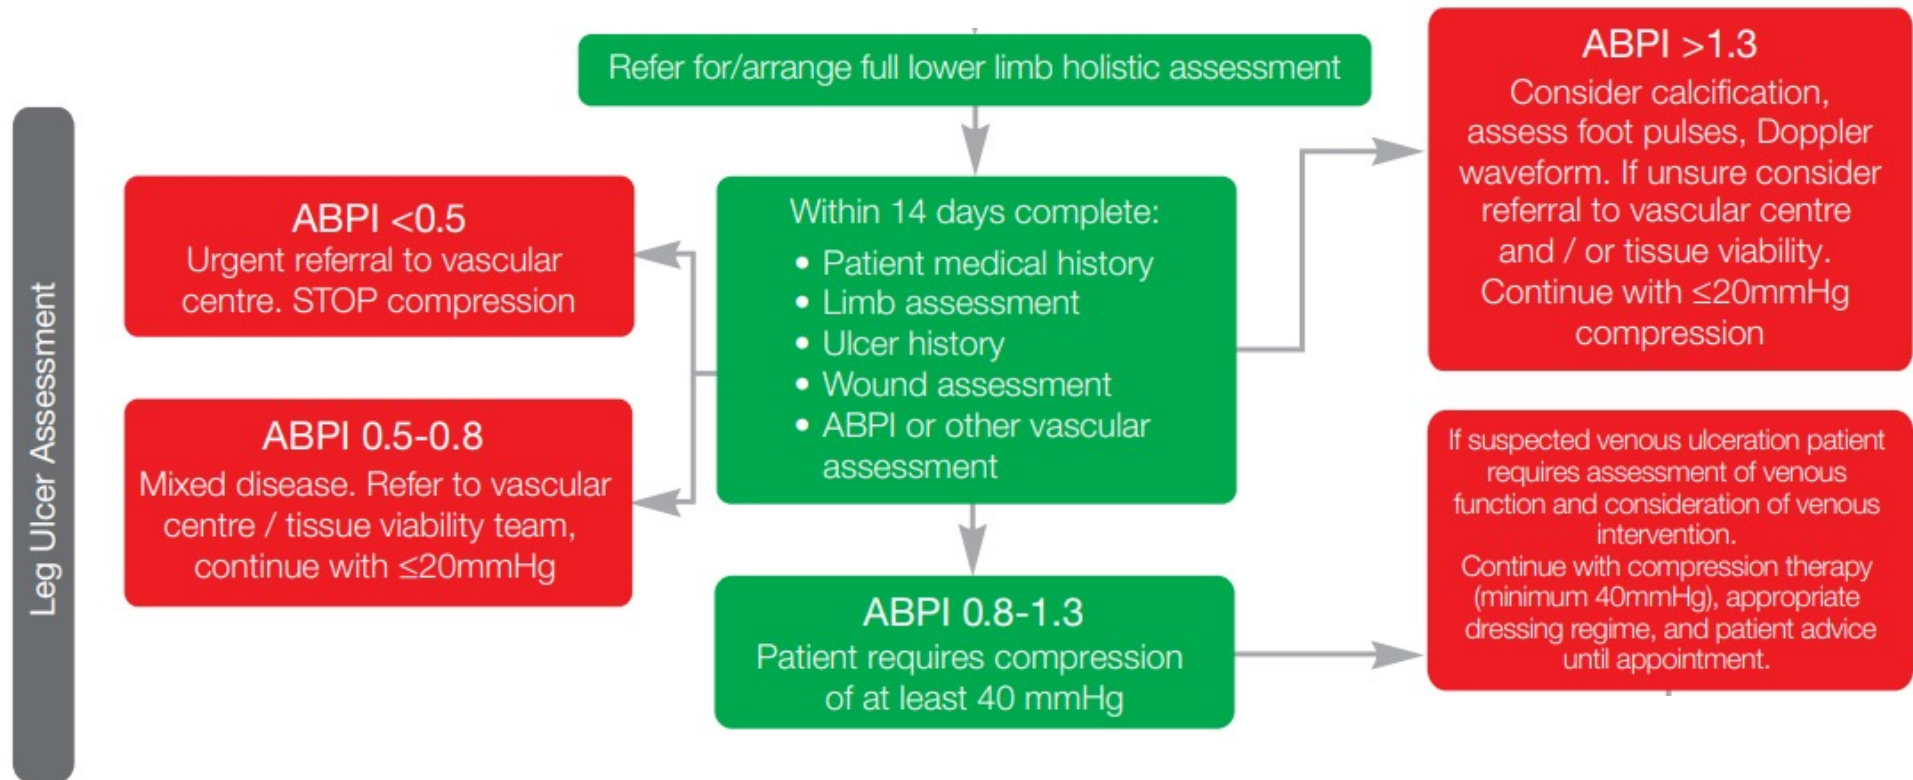 Leg Ulcer Assessment
Refer for/arrange full lower limb holistic assessment
Within 14 days complete:
• Patient medical history
• Limb assessment
• Ulcer history
• Wound assessment
• ABPI or other vascular
assessment
ABPI <0.5
Urgent referral to vascular
centre. STOP compression
ABPI 0.5-0.8
Mixed disease. Refer to vascular
centre / tissue viability team,
continue with ≤20mmHg
ABPI 0.8-1.3
Patient requires compression
of at least 40 mmHg
ABPI >1.3
Consider calcification,
assess foot pulses, Doppler
waveform. If unsure consider
referral to vascular centre
and / or tissue viability.
Continue with ≤20mmHg
compression
If suspected venous ulceration patient
requires assessment of venous
function and consideration of venous
intervention.
Continue with compression therapy
(minimum 40mmHg), appropriate
dressing regime, and patient advice
until appointment.